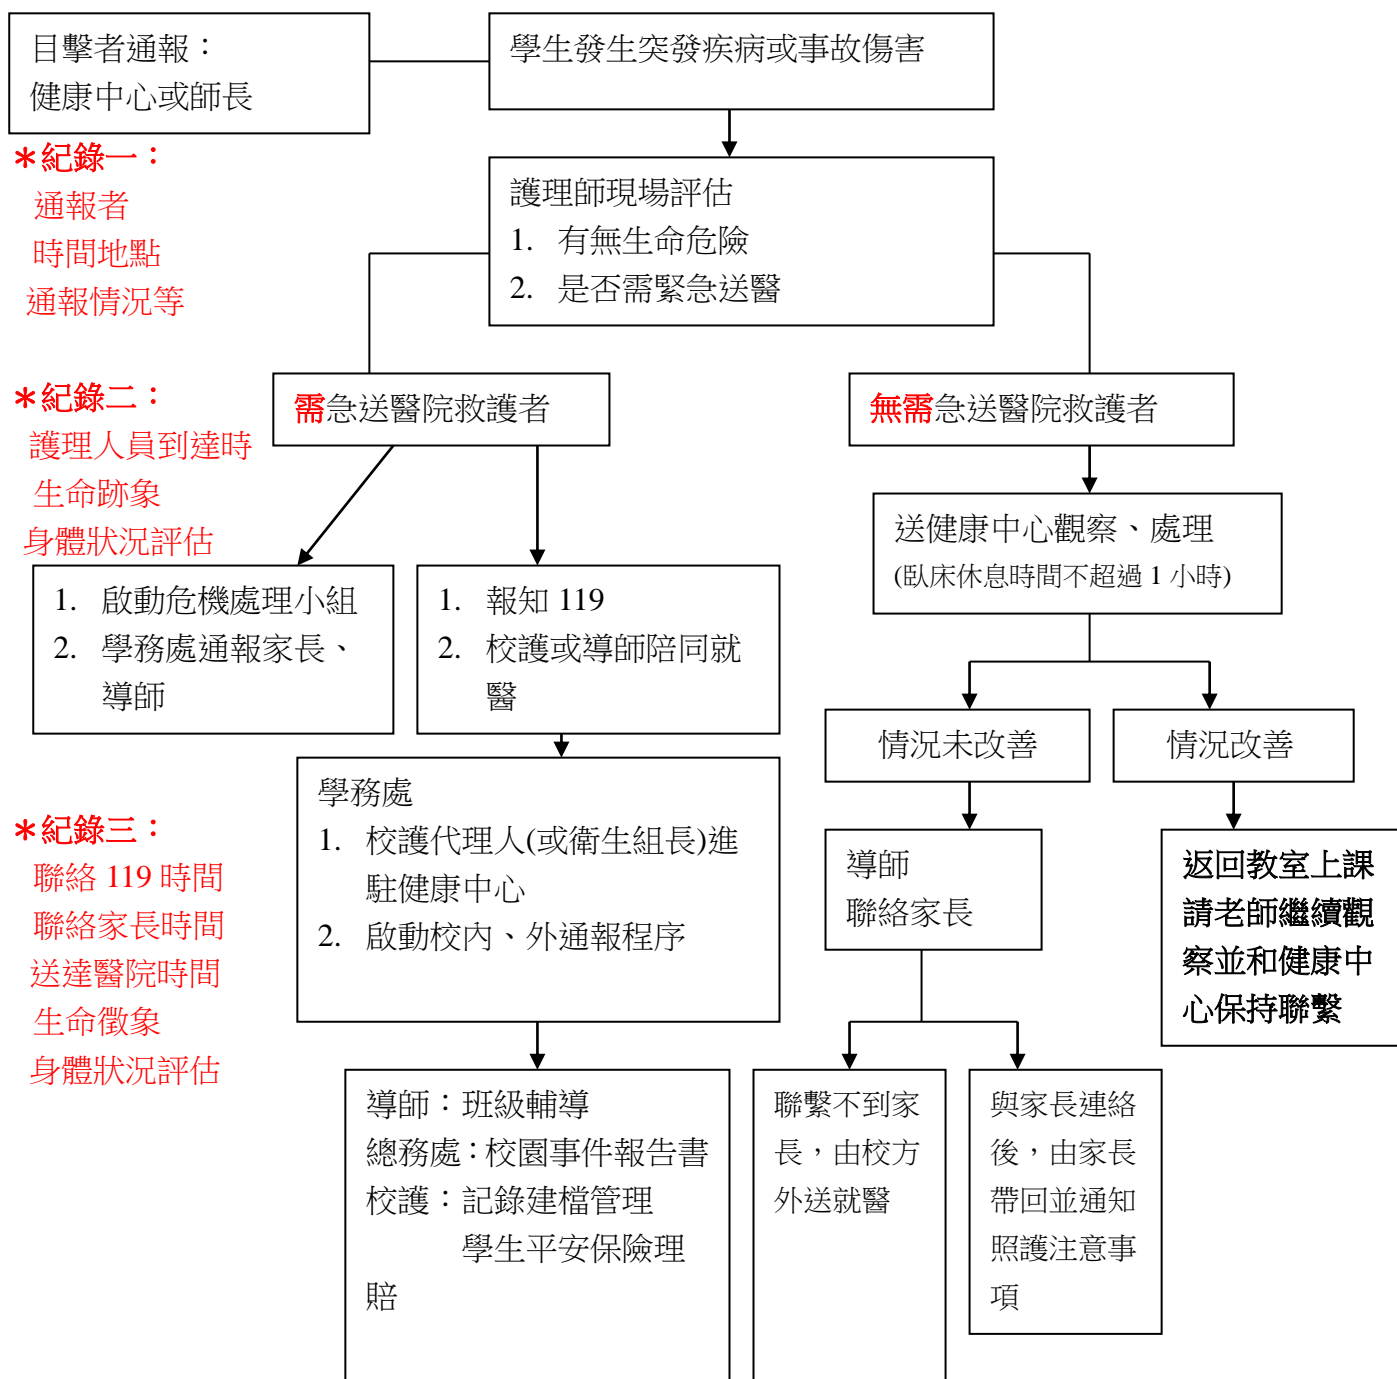 目擊者通報：
健康中心或師長
學生發生突發疾病或事故傷害
＊紀錄一：
通報者
時間地點
通報情況等
護理師現場評估
1. 有無生命危險
2. 是否需緊急送醫
＊紀錄二：
護理人員到達時
生命跡象
身體狀況評估
需急送醫院救護者
無需急送醫院救護者
送健康中心觀察、處理
(臥床休息時間不超過 1 小時)
1. 啟動危機處理小組
2. 學務處通報家長、
導師
1. 報知 119
2. 校護或導師陪同就
醫
情況未改善
情況改善
學務處
1. 校護代理人(或衛生組長)進
駐健康中心
2. 啟動校內、外通報程序
＊紀錄三：
聯絡 119 時間
聯絡家長時間
送達醫院時間
生命徵象
身體狀況評估
導師
聯絡家長
返回教室上課
請老師繼續觀
察並和健康中
心保持聯繫
導師：班級輔導
總務處：校園事件報告書
校護：記錄建檔管理
學生平安保險理
賠
聯繫不到家
長，由校方
外送就醫
與家長連絡
後，由家長
帶回並通知
照護注意事
項